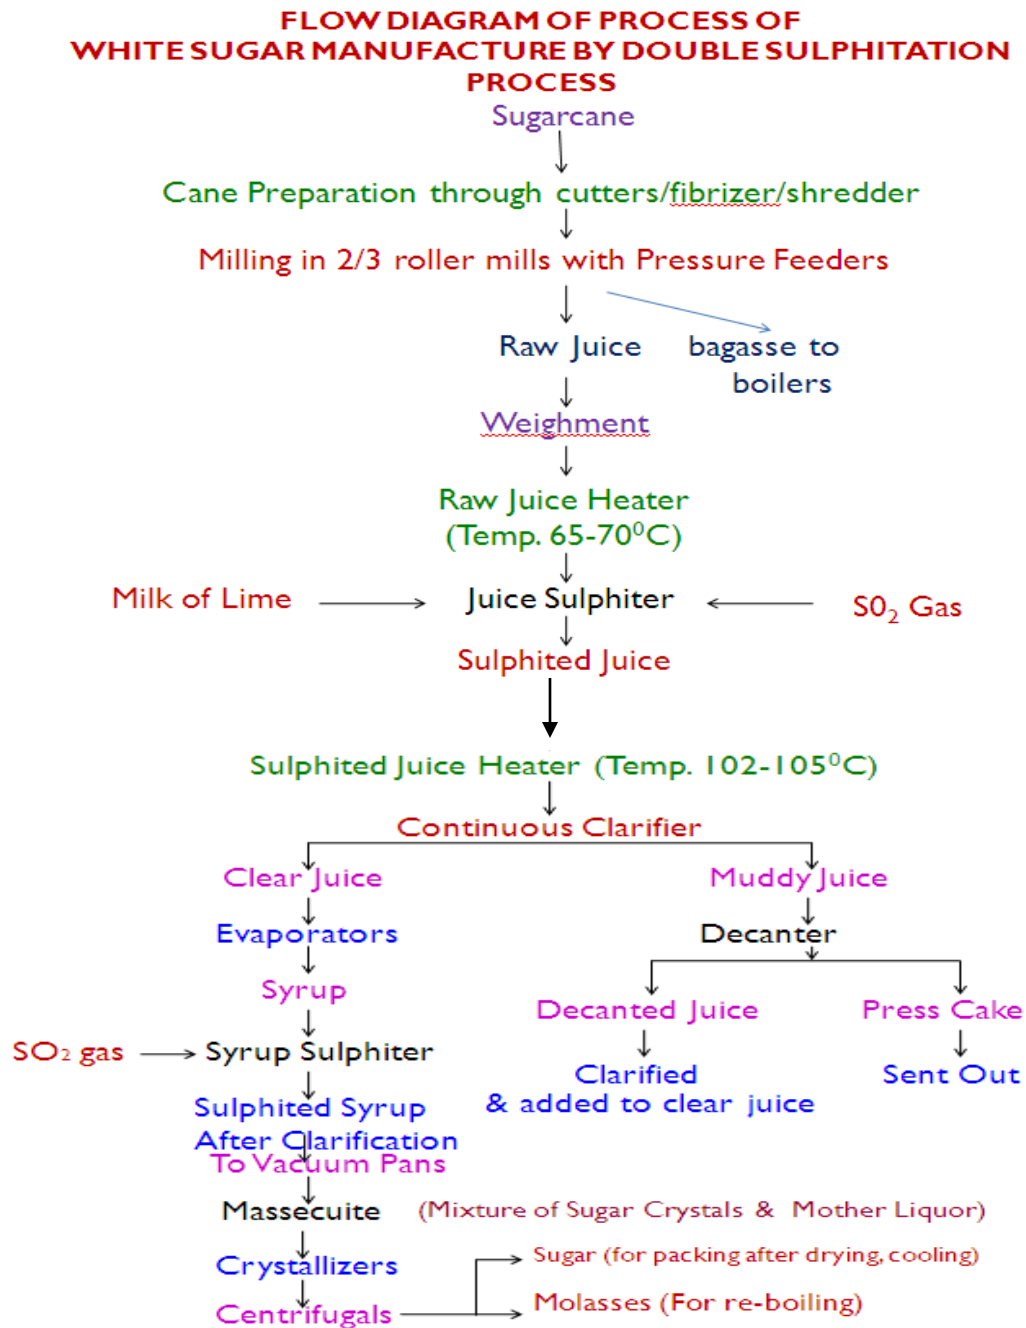 FLOW DIAGRAM OF PROCESS OF
WHITE SUGAR MANUFACTURE BY DOUBLE SULPHITATION
PROCESS
Sugarcane
Cane Preparation through cutters/fibrizer/shredder
Milling in 2/3 roller mills with Pressure Feeders
Raw Juice
bagasse to
boilers
Weighment
Raw Juice Heater
(Temp. 65-70⁰C)
Milk of Lime
Juice Sulphiter
S0₂ Gas
Sulphited Juice
Sulphited Juice Heater (Temp. 102-105⁰C)
Continuous Clarifier
Clear Juice
Muddy Juice
Evaporators
Decanter
Syrup
Decanted Juice
Press Cake
SO₂ gas
Syrup Sulphiter
Clarified
& added to clear juice
Sent Out
Sulphited Syrup
After Clarification
To Vacuum Pans
Massecuite
(Mixture of Sugar Crystals & Mother Liquor)
Crystallizers
Sugar (for packing after drying, cooling)
Centrifugals
Molasses (For re-boiling)